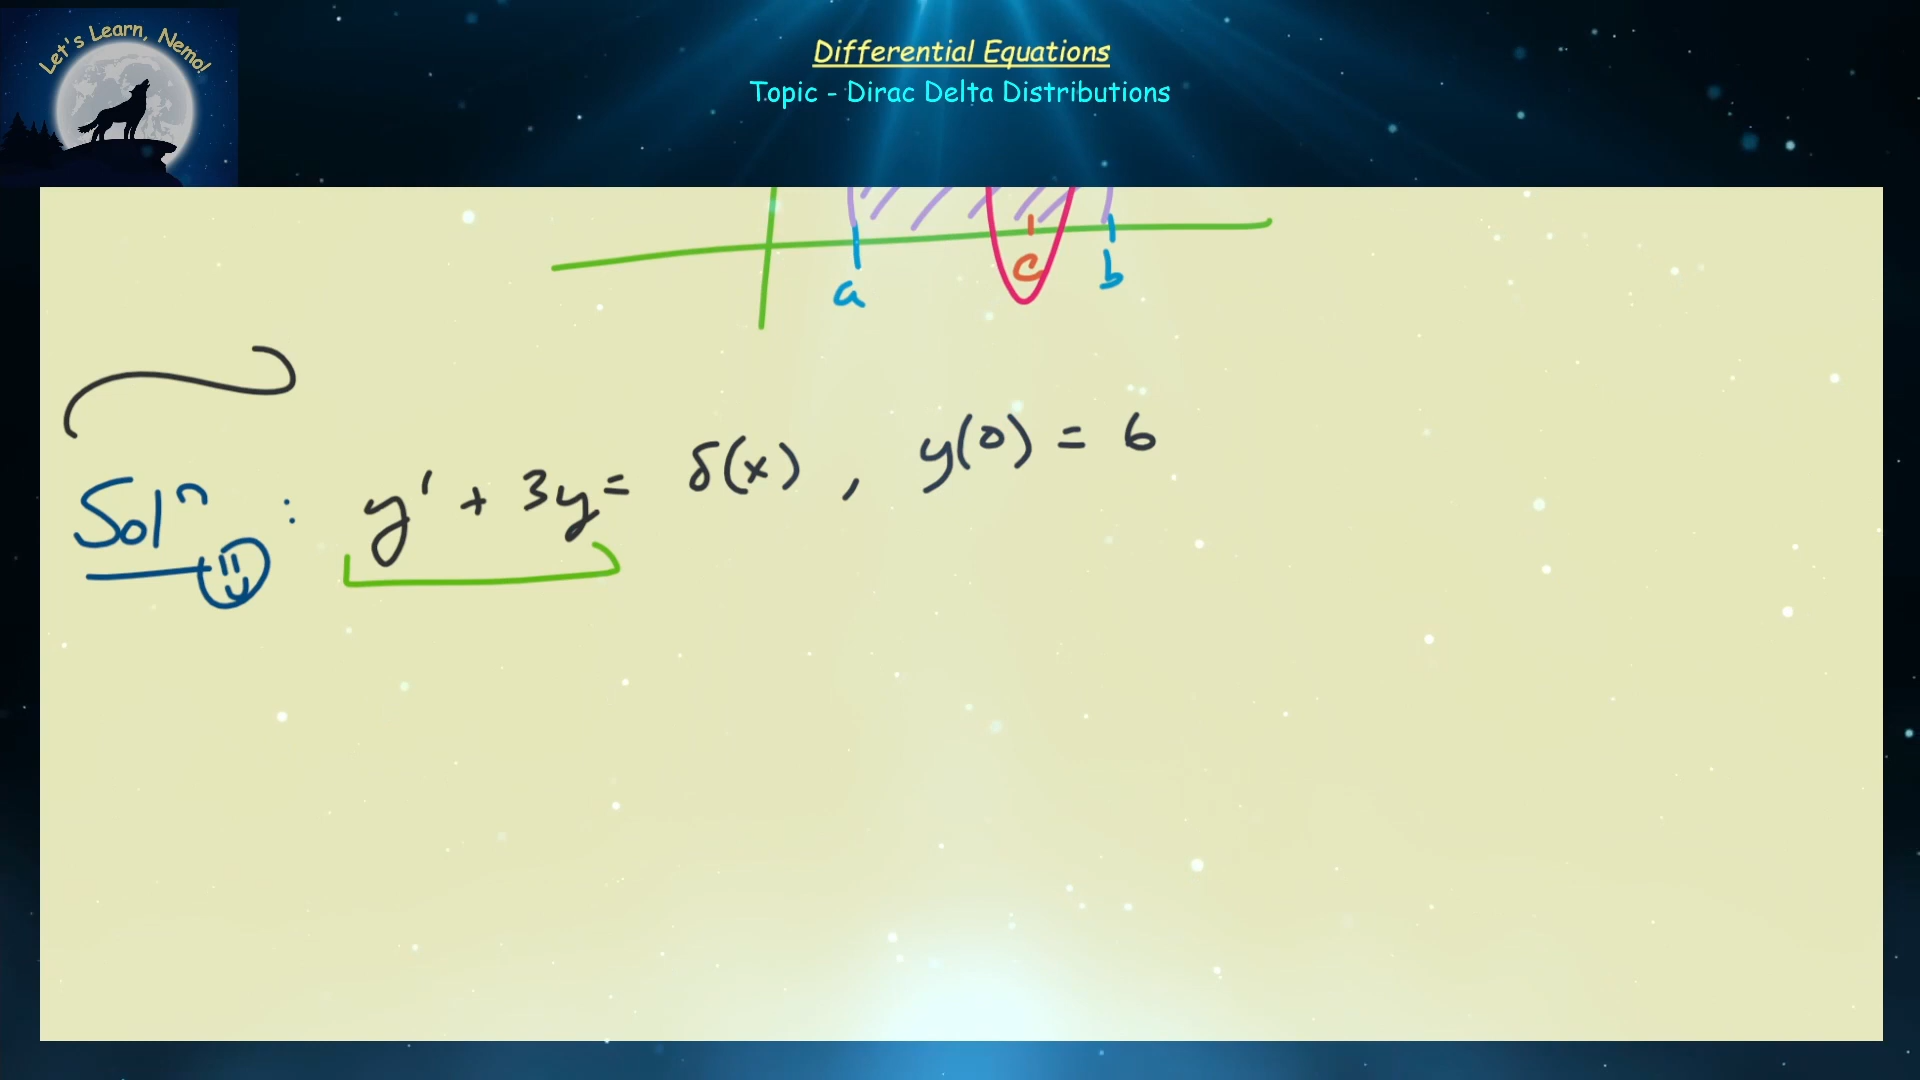 Let's Learn, Nemo!
Differential Equations
Topic - Dirac Delta Distributions
a c b
Solⁿ : y' + 3y = δ(x) , y(0) = 6